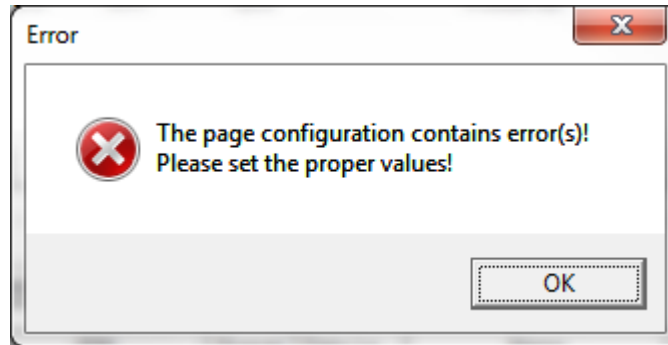 Error
The page configuration contains error(s)!
Please set the proper values!
OK